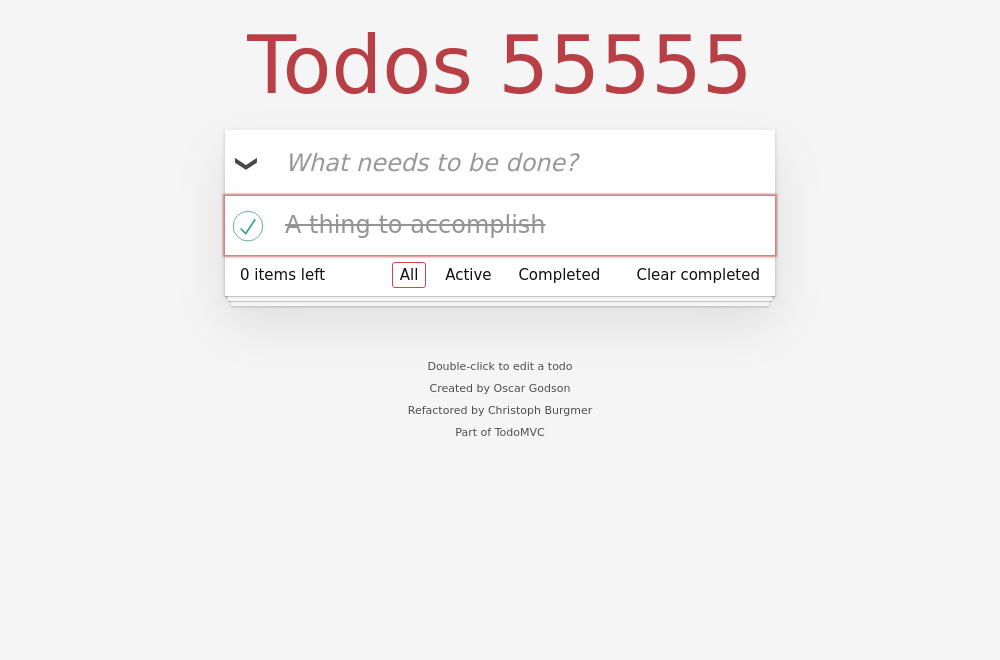 Todos 55555
What needs to be done?
A thing to accomplish
0 items left All Active Completed Clear completed
Double-click to edit a todo
Created by Oscar Godson
Refactored by Christoph Burgmer
Part of TodoMVC